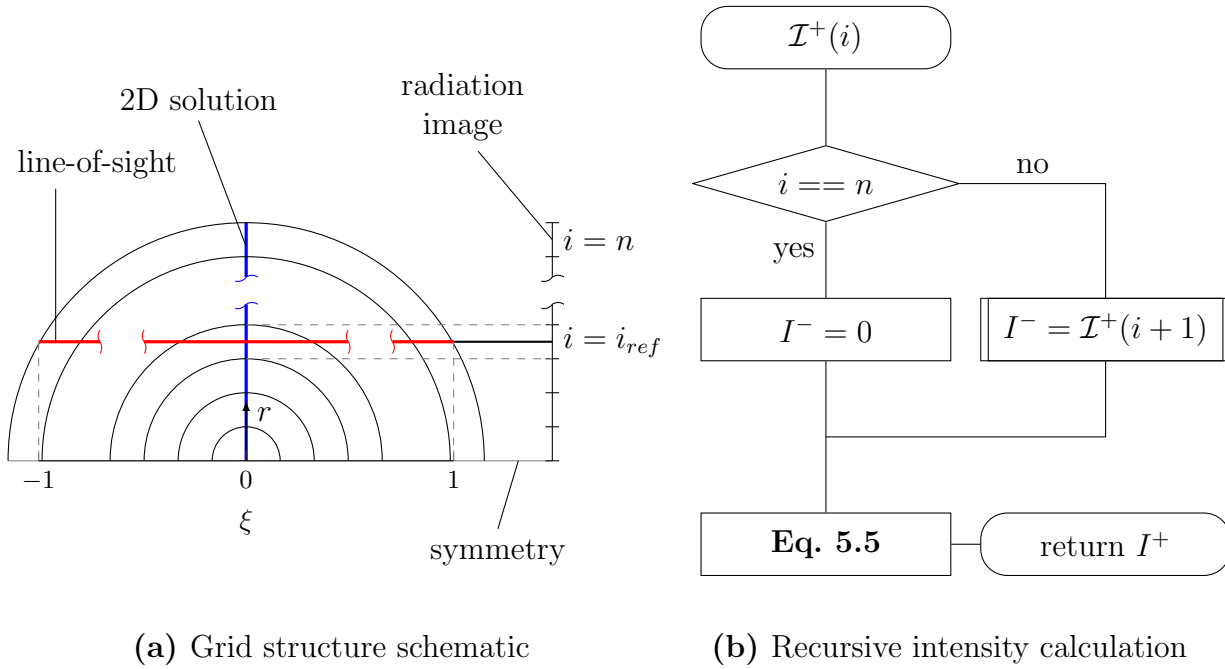 2D solution
radiation
image
line-of-sight
i = n
i = i_ref
r
−1
0
1
ξ
symmetry
(a) Grid structure schematic
I⁺(i)
i == n
no
yes
I⁻ = 0
I⁻ = I⁺(i + 1)
Eq. 5.5
return I⁺
(b) Recursive intensity calculation